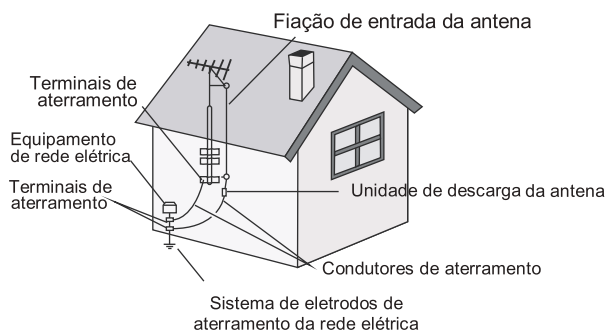 Fiação de entrada da antena
Terminais de
aterramento
Equipamento
de rede elétrica
Terminais de
aterramento
Unidade de descarga da antena
Condutores de aterramento
Sistema de eletrodos de
aterramento da rede elétrica